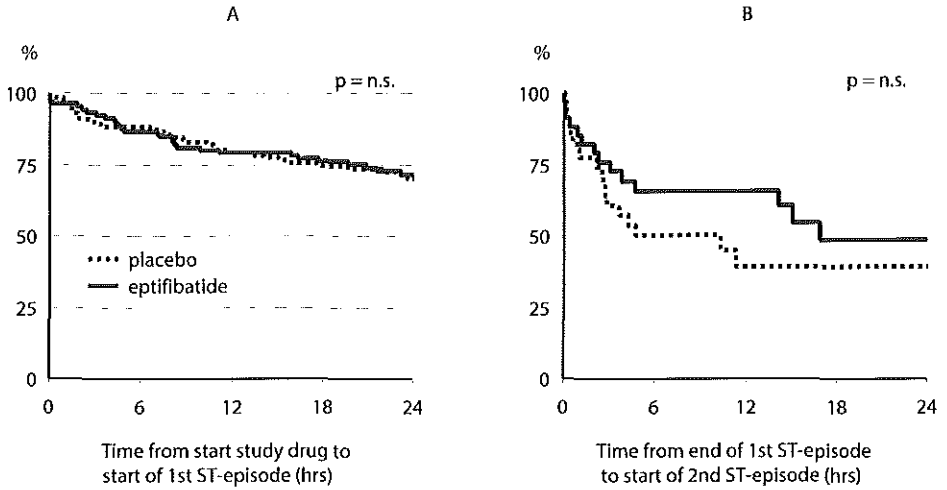 A
%
p = n.s.
100
75
50
25
0
placebo
eptifibatide
0 6 12 18 24
Time from start study drug to
start of 1st ST-episode (hrs)
B
%
p = n.s.
100
75
50
25
0
0 6 12 18 24
Time from end of 1st ST-episode
to start of 2nd ST-episode (hrs)